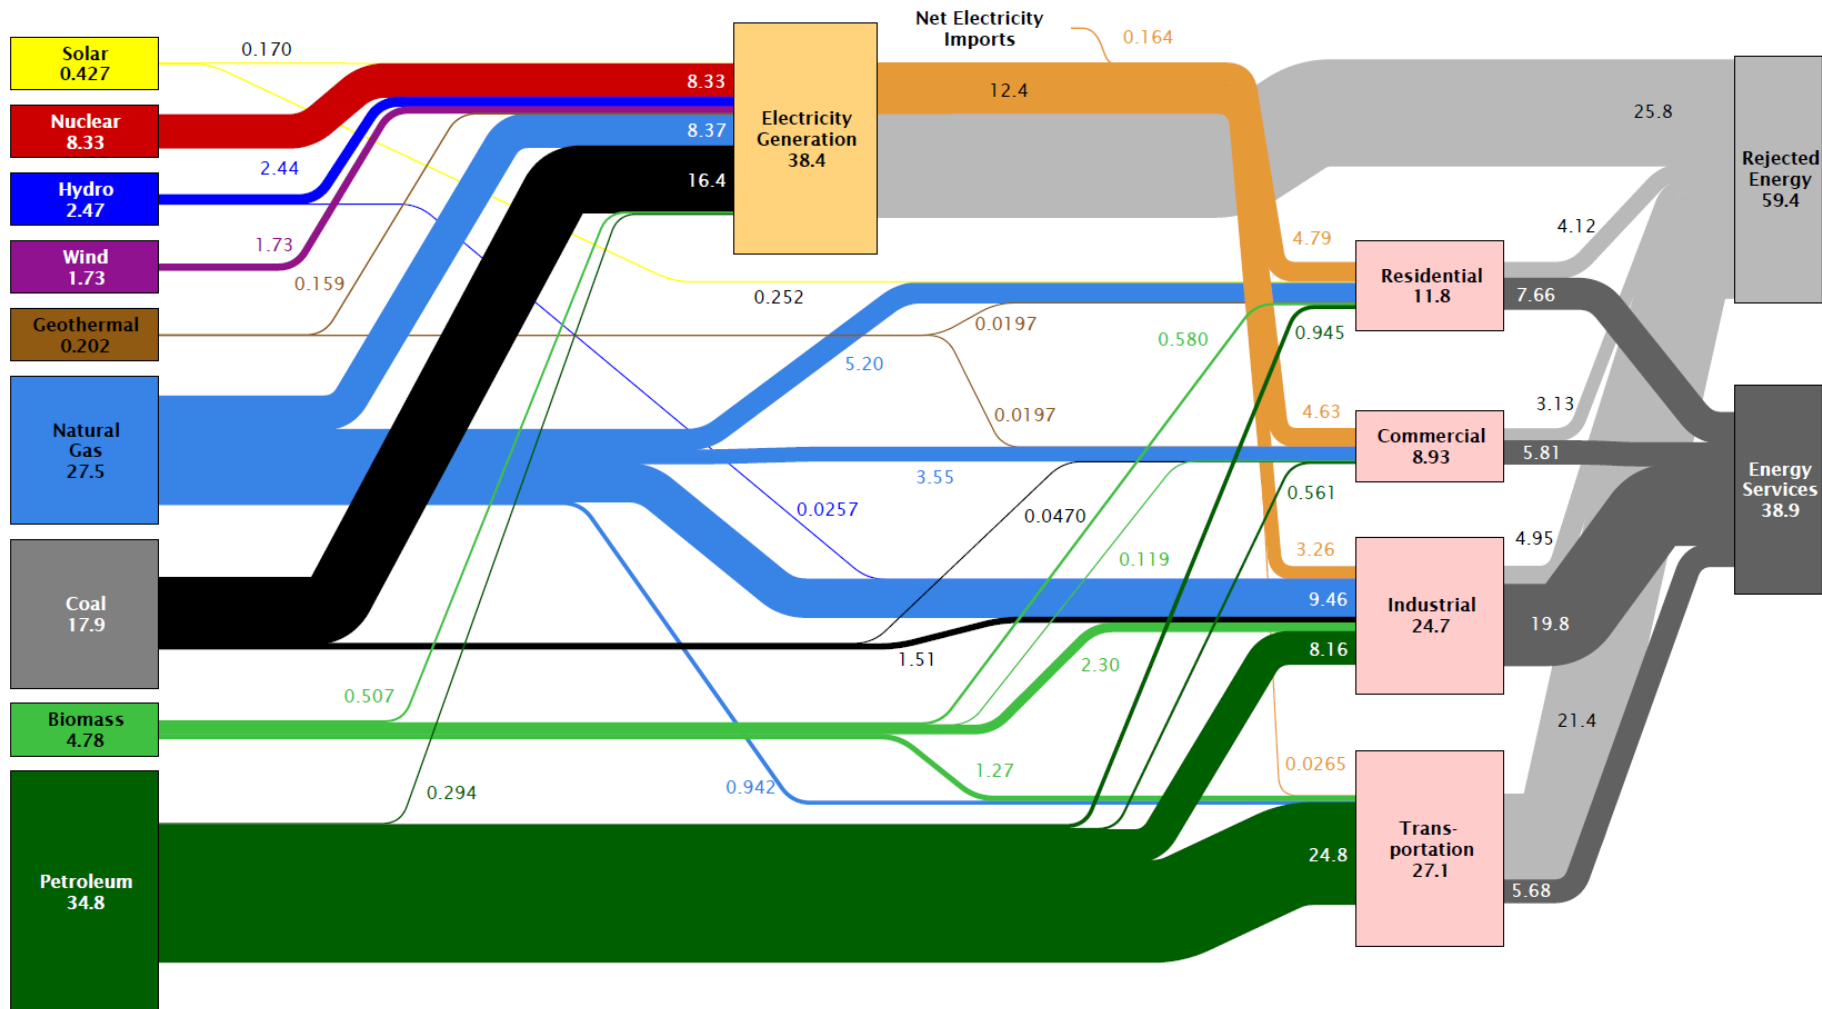 Net Electricity
Imports
0.164
Solar
0.427
0.170
Nuclear
8.33
8.33
Hydro
2.47
2.44
Wind
1.73
1.73
Geothermal
0.202
0.159
Natural
Gas
27.5
8.37
Coal
17.9
16.4
Biomass
4.78
0.507
Petroleum
34.8
0.294
Electricity
Generation
38.4
12.4
25.8
0.252
0.0197
5.20
0.580
0.945
4.79
0.0197
3.55
0.0257
0.0470
0.119
0.561
4.63
3.26
9.46
1.51
2.30
8.16
0.942
1.27
0.0265
24.8
Residential
11.8
4.12
7.66
Commercial
8.93
3.13
5.81
Industrial
24.7
4.95
19.8
Trans-
portation
27.1
21.4
5.68
Rejected
Energy
59.4
Energy
Services
38.9